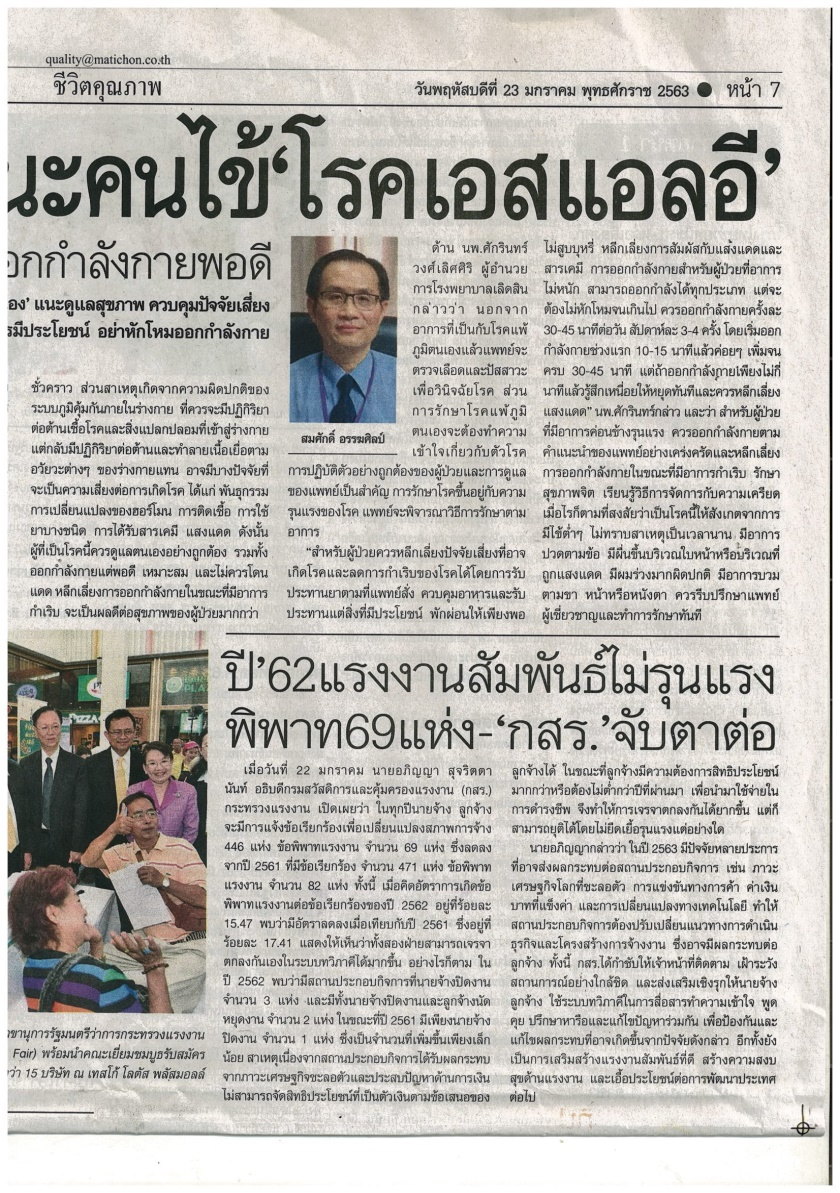 quality@matichon.co.th
ชีวิตคุณภาพ
วันพฤหัสบดีที่ 23 มกราคม พุทธศักราช 2563 ● หน้า 7
นะคนไข้‘โรคเอสแอลอี’
อกกำลังกายพอดี
อง’ แนะดูแลสุขภาพ ควบคุมปัจจัยเสี่ยง
รมีประโยชน์ อย่าหักโหมออกกำลังกาย
ชั่วคราว ส่วนสาเหตุเกิดจากความผิดปกติของ
ระบบภูมิคุ้มกันภายในร่างกาย ที่ควรจะมีปฏิกิริยา
ต่อต้านเชื้อโรคและสิ่งแปลกปลอมที่เข้าสู่ร่างกาย
แต่กลับมีปฏิกิริยาต่อต้านและทำลายเนื้อเยื่อตาม
อวัยวะต่างๆ ของร่างกายแทน อาจมีบางปัจจัยที่
จะเป็นความเสี่ยงต่อการเกิดโรค ได้แก่ พันธุกรรม
การเปลี่ยนแปลงของฮอร์โมน การติดเชื้อ การใช้
ยาบางชนิด การได้รับสารเคมี แสงแดด ดังนั้น
ผู้ที่เป็นโรคนี้ควรดูแลตนเองอย่างถูกต้อง รวมทั้ง
ออกกำลังกายแต่พอดี เหมาะสม และไม่ควรโดน
แดด หลีกเลี่ยงการออกกำลังกายในขณะที่มีอาการ
กำเริบ จะเป็นผลดีต่อสุขภาพของผู้ป่วยมากกว่า
สมศักดิ์ อรรฆศิลป์
ด้าน นพ.ศักรินทร์
วงศ์เลิศศิริ ผู้อำนวย
การโรงพยาบาลเลิดสิน
กล่าวว่า นอกจาก
อาการที่เป็นกับโรคแพ้
ภูมิตนเองแล้วแพทย์จะ
ตรวจเลือดและปัสสาวะ
เพื่อวินิจฉัยโรค ส่วน
การรักษาโรคแพ้ภูมิ
ตนเองจะต้องทำความ
เข้าใจเกี่ยวกับตัวโรค
การปฏิบัติตัวอย่างถูกต้องของผู้ป่วยและการดูแล
ของแพทย์เป็นสำคัญ การรักษาโรคขึ้นอยู่กับความ
รุนแรงของโรค แพทย์จะพิจารณาวิธีการรักษาตาม
อาการ
“สำหรับผู้ป่วยควรหลีกเลี่ยงปัจจัยเสี่ยงที่อาจ
เกิดโรคและลดการกำเริบของโรคได้โดยการรับ
ประทานยาตามที่แพทย์สั่ง ควบคุมอาหารและรับ
ประทานแต่สิ่งที่มีประโยชน์ พักผ่อนให้เพียงพอ
ไม่สูบบุหรี่ หลีกเลี่ยงการสัมผัสกับแสงแดดและ
สารเคมี การออกกำลังกายสำหรับผู้ป่วยที่อาการ
ไม่หนัก สามารถออกกำลังได้ทุกประเภท แต่จะ
ต้องไม่หักโหมจนเกินไป ควรออกกำลังกายครั้งละ
30-45 นาทีต่อวัน สัปดาห์ละ 3-4 ครั้ง โดยเริ่มออก
กำลังกายช่วงแรก 10-15 นาทีแล้วค่อยๆ เพิ่มจน
ครบ 30-45 นาที แต่ถ้าออกกำลังกายเพียงไม่กี่
นาทีแล้วรู้สึกเหนื่อยให้หยุดทันทีและควรหลีกเลี่ยง
แสงแดด” นพ.ศักรินทร์กล่าว และว่า สำหรับผู้ป่วย
ที่มีอาการค่อนข้างรุนแรง ควรออกกำลังกายตาม
คำแนะนำของแพทย์อย่างเคร่งครัดและหลีกเลี่ยง
การออกกำลังกายในขณะที่มีอาการกำเริบ รักษา
สุขภาพจิต เรียนรู้วิธีการจัดการกับความเครียด
เมื่อไรก็ตามที่สงสัยว่าเป็นโรคนี้ให้สังเกตจากการ
มีไข้ต่ำๆ ไม่ทราบสาเหตุเป็นเวลานาน มีอาการ
ปวดตามข้อ มีผื่นขึ้นบริเวณใบหน้าหรือบริเวณที่
ถูกแสงแดด มีผมร่วงมากผิดปกติ มีอาการบวม
ตามขา หน้าหรือหนังตา ควรรีบปรึกษาแพทย์
ผู้เชี่ยวชาญและทำการรักษาทันที
ปี’62แรงงานสัมพันธ์ไม่รุนแรง
พิพาท69แห่ง-‘กสร.’จับตาต่อ
เมื่อวันที่ 22 มกราคม นายอภิญญา สุจริตตา
นันท์ อธิบดีกรมสวัสดิการและคุ้มครองแรงงาน (กสร.)
กระทรวงแรงงาน เปิดเผยว่า ในทุกปีนายจ้าง ลูกจ้าง
จะมีการแจ้งข้อเรียกร้องเพื่อเปลี่ยนแปลงสภาพการจ้าง
446 แห่ง ข้อพิพาทแรงงาน จำนวน 69 แห่ง ซึ่งลดลง
จากปี 2561 ที่มีข้อเรียกร้อง จำนวน 471 แห่ง ข้อพิพาท
แรงงาน จำนวน 82 แห่ง ทั้งนี้ เมื่อคิดอัตราการเกิดข้อ
พิพาทแรงงานต่อข้อเรียกร้องของปี 2562 อยู่ที่ร้อยละ
15.47 พบว่ามีอัตราลดลงเมื่อเทียบกับปี 2561 ซึ่งอยู่ที่
ร้อยละ 17.41 แสดงให้เห็นว่าทั้งสองฝ่ายสามารถเจรจา
ตกลงกันเองในระบบทวิภาคีได้มากขึ้น อย่างไรก็ตาม ใน
ปี 2562 พบว่ามีสถานประกอบกิจการที่นายจ้างปิดงาน
จำนวน 3 แห่ง และมีทั้งนายจ้างปิดงานและลูกจ้างนัด
หยุดงาน จำนวน 2 แห่ง ในขณะที่ปี 2561 มีเพียงนายจ้าง
ปิดงาน จำนวน 1 แห่ง ซึ่งเป็นจำนวนที่เพิ่มขึ้นเพียงเล็ก
น้อย สาเหตุเนื่องจากสถานประกอบกิจการได้รับผลกระทบ
จากภาวะเศรษฐกิจชะลอตัวและประสบปัญหาด้านการเงิน
ไม่สามารถจัดสิทธิประโยชน์ที่เป็นตัวเงินตามข้อเสนอของ
ลูกจ้างได้ ในขณะที่ลูกจ้างมีความต้องการสิทธิประโยชน์
มากกว่าหรือต้องไม่ต่ำกว่าปีที่ผ่านมา เพื่อนำมาใช้จ่ายใน
การดำรงชีพ จึงทำให้การเจรจาตกลงกันได้ยากขึ้น แต่ก็
สามารถยุติได้โดยไม่ยืดเยื้อรุนแรงแต่อย่างใด
นายอภิญญากล่าวว่า ในปี 2563 มีปัจจัยหลายประการ
ที่อาจส่งผลกระทบต่อสถานประกอบกิจการ เช่น ภาวะ
เศรษฐกิจโลกที่ชะลอตัว การแข่งขันทางการค้า ค่าเงิน
บาทที่แข็งค่า และการเปลี่ยนแปลงทางเทคโนโลยี ทำให้
สถานประกอบกิจการต้องปรับเปลี่ยนแนวทางการดำเนิน
ธุรกิจและโครงสร้างการจ้างงาน ซึ่งอาจมีผลกระทบต่อ
ลูกจ้าง ทั้งนี้ กสร.ได้กำชับให้เจ้าหน้าที่ติดตาม เฝ้าระวัง
สถานการณ์อย่างใกล้ชิด และส่งเสริมเชิงรุกให้นายจ้าง
ลูกจ้าง ใช้ระบบทวิภาคีในการสื่อสารทำความเข้าใจ พูด
คุย ปรึกษาหารือและแก้ไขปัญหาร่วมกัน เพื่อป้องกันและ
แก้ไขผลกระทบที่อาจเกิดขึ้นจากปัจจัยดังกล่าว อีกทั้งยัง
เป็นการเสริมสร้างแรงงานสัมพันธ์ที่ดี สร้างความสงบ
สุขด้านแรงงาน และเอื้อประโยชน์ต่อการพัฒนาประเทศ
ต่อไป
ขานุการรัฐมนตรีว่าการกระทรวงแรงงาน
Fair) พร้อมนำคณะเยี่ยมชมบูธรับสมัคร
ว่า 15 บริษัท ณ เทสโก้ โลตัส พลัสมอลล์